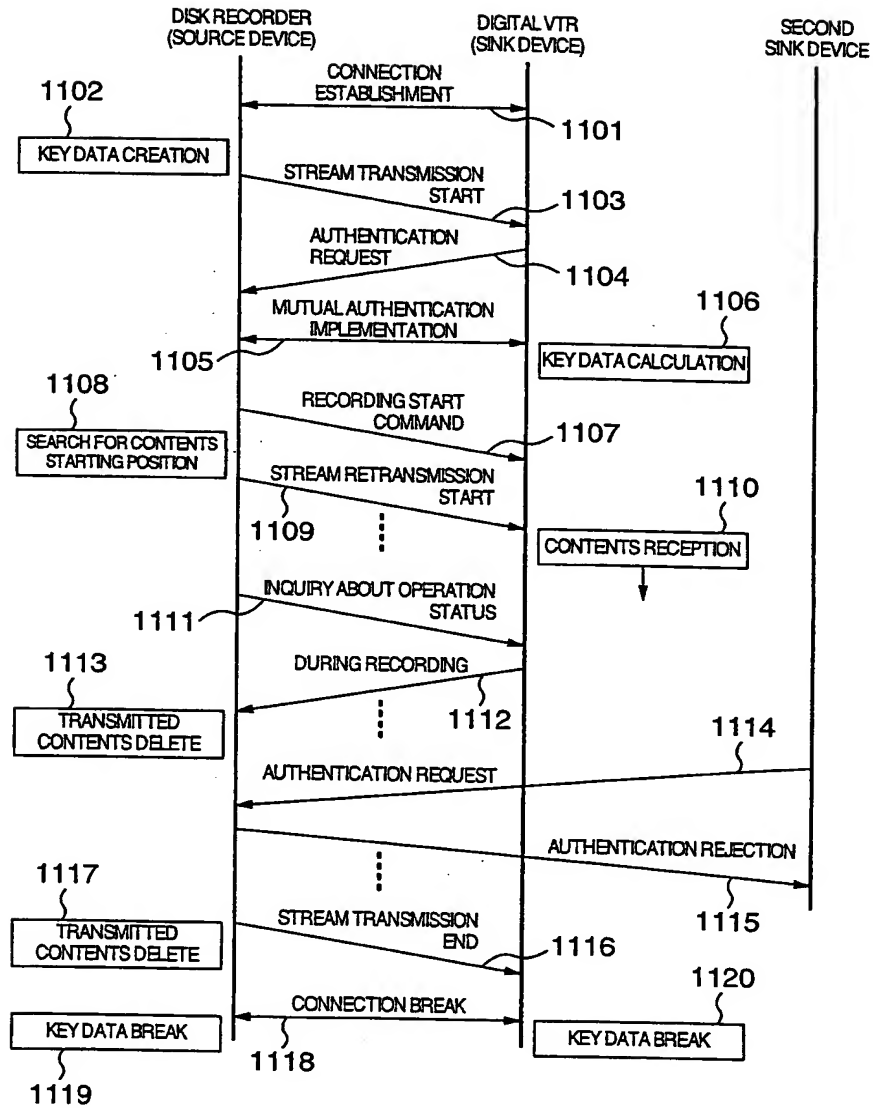 DISK RECORDER
(SOURCE DEVICE)
DIGITAL VTR
(SINK DEVICE)
SECOND
SINK DEVICE
CONNECTION
ESTABLISHMENT
1101
1102
KEY DATA CREATION
STREAM TRANSMISSION
START
1103
AUTHENTICATION
REQUEST
1104
MUTUAL AUTHENTICATION
IMPLEMENTATION
1105
1106
KEY DATA CALCULATION
1108
SEARCH FOR CONTENTS
STARTING POSITION
RECORDING START
COMMAND
1107
STREAM RETRANSMISSION
START
1109
1110
CONTENTS RECEPTION
INQUIRY ABOUT OPERATION
STATUS
1111
DURING RECORDING
1112
1113
TRANSMITTED
CONTENTS DELETE
1114
AUTHENTICATION REQUEST
AUTHENTICATION REJECTION
1115
1117
TRANSMITTED
CONTENTS DELETE
STREAM TRANSMISSION
END
1116
CONNECTION BREAK
1118
1120
KEY DATA BREAK
KEY DATA BREAK
1119